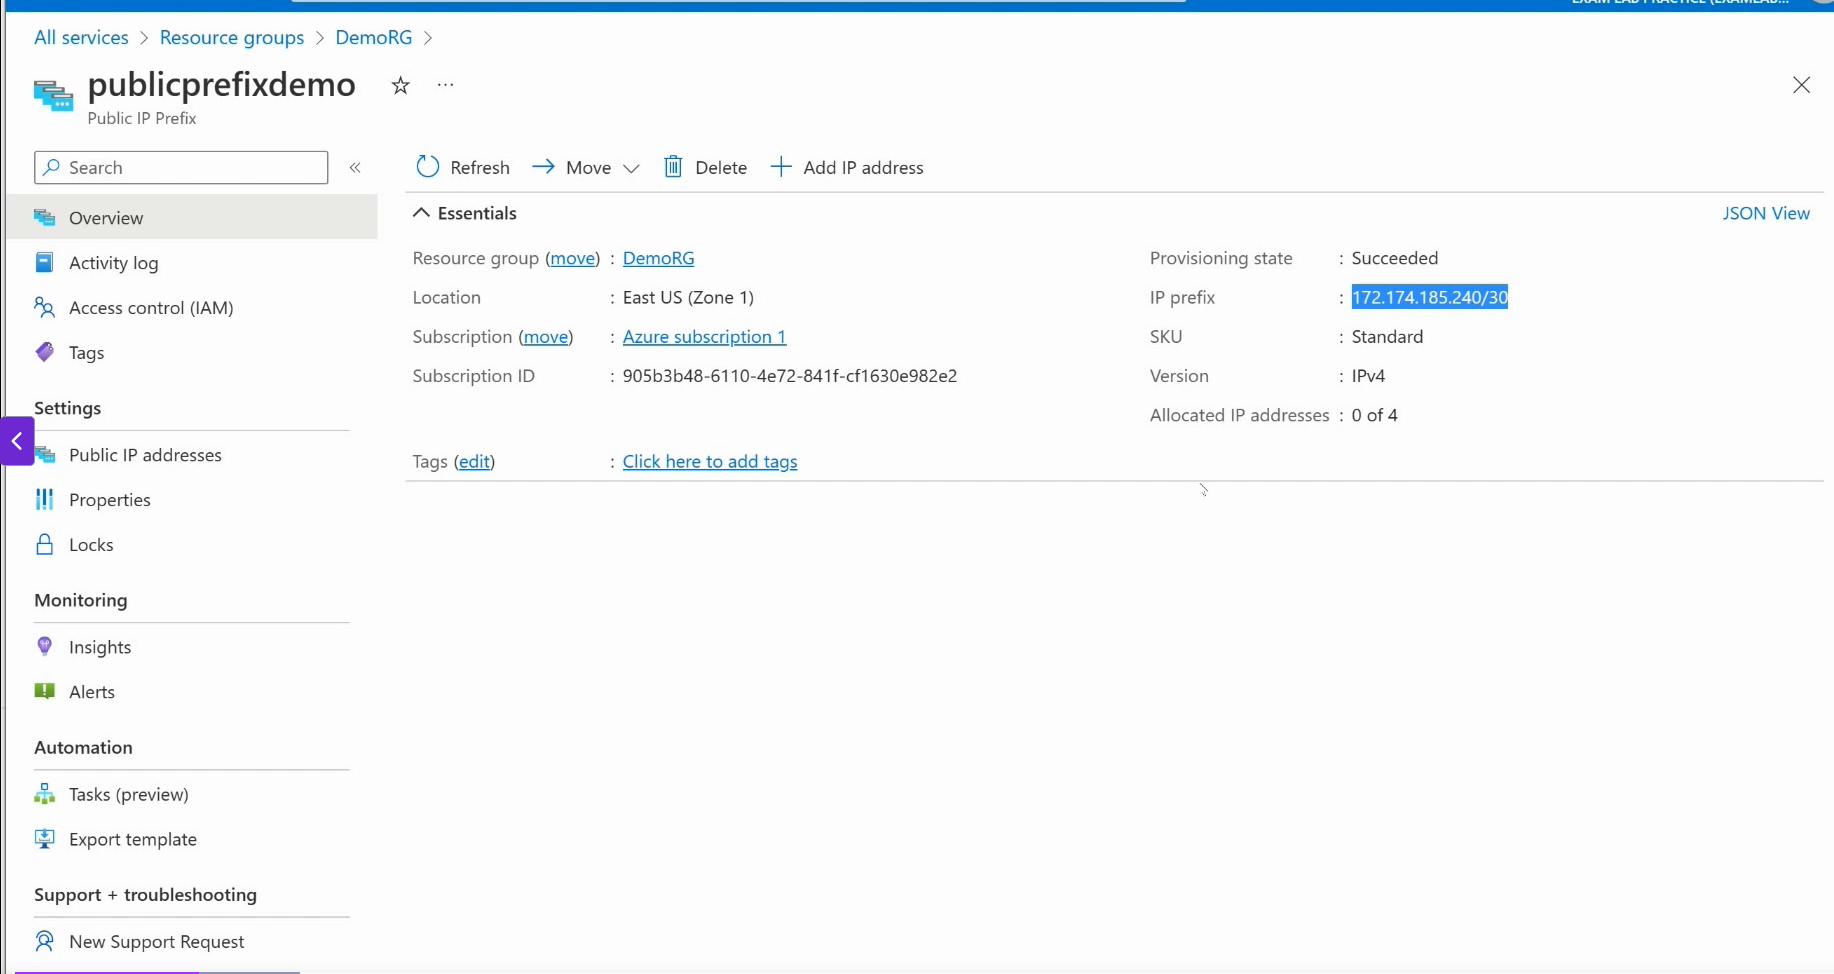 EXAM LAB PRACTICE (EXAMLAB...
All services > Resource groups > DemoRG >
publicprefixdemo
Public IP Prefix
Search
Refresh Move Delete Add IP address
Overview
Activity log
Access control (IAM)
Tags
Settings
Public IP addresses
Properties
Locks
Monitoring
Insights
Alerts
Automation
Tasks (preview)
Export template
Support + troubleshooting
New Support Request
Essentials
JSON View
Resource group (move) : DemoRG
Location : East US (Zone 1)
Subscription (move) : Azure subscription 1
Subscription ID : 905b3b48-6110-4e72-841f-cf1630e982e2
Provisioning state : Succeeded
IP prefix : 172.174.185.240/30
SKU : Standard
Version : IPv4
Allocated IP addresses : 0 of 4
Tags (edit) : Click here to add tags